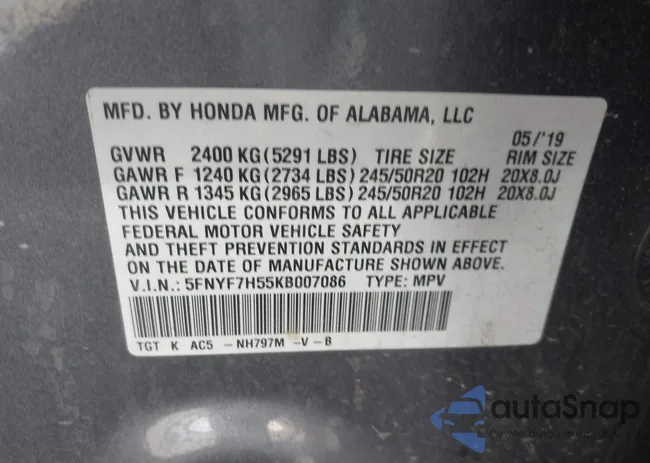 MFD. BY HONDA MFG. OF ALABAMA, LLC
05/'19
GVWR 2400 KG(5291 LBS) TIRE SIZE RIM SIZE
GAWR F 1240 KG(2734 LBS)245/50R20 102H 20X8.0J
GAWR R 1345 KG(2965 LBS)245/50R20 102H 20X8.0J
THIS VEHICLE CONFORMS TO ALL APPLICABLE
FEDERAL MOTOR VEHICLE SAFETY
AND THEFT PREVENTION STANDARDS IN EFFECT
ON THE DATE OF MANUFACTURE SHOWN ABOVE.
V.I.N.: 5FNYF7H55KB007086 TYPE: MPV
TGT K AC5 -NH797M -V-B
autaSnap